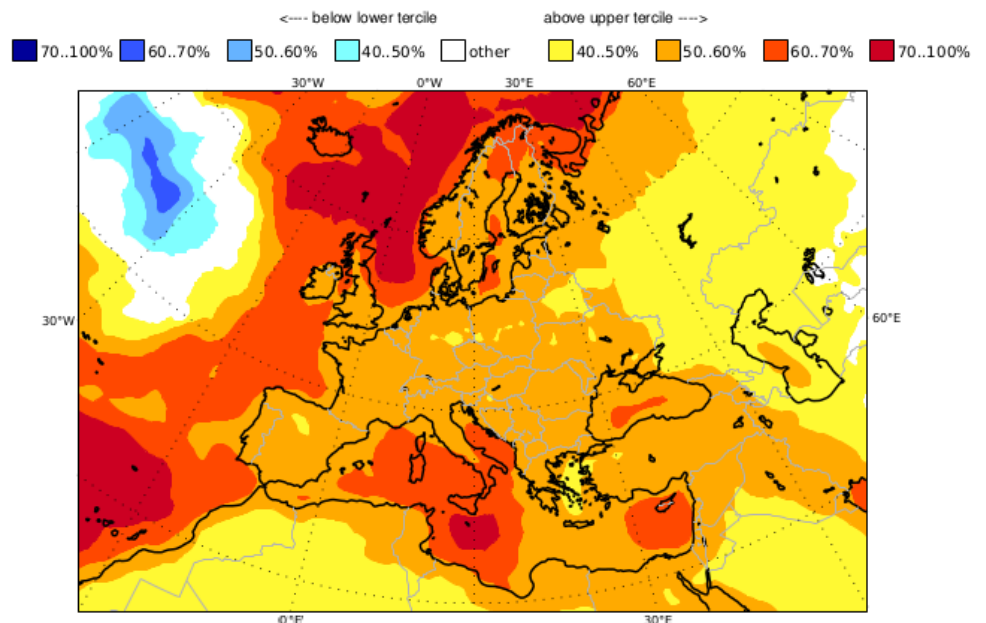 <---- below lower tercile above upper tercile ---->
70..100% 60..70% 50..60% 40..50% other 40..50% 50..60% 60..70% 70..100%
30°W 0°W 30°E 60°E
30°W 60°E
0°E 30°E